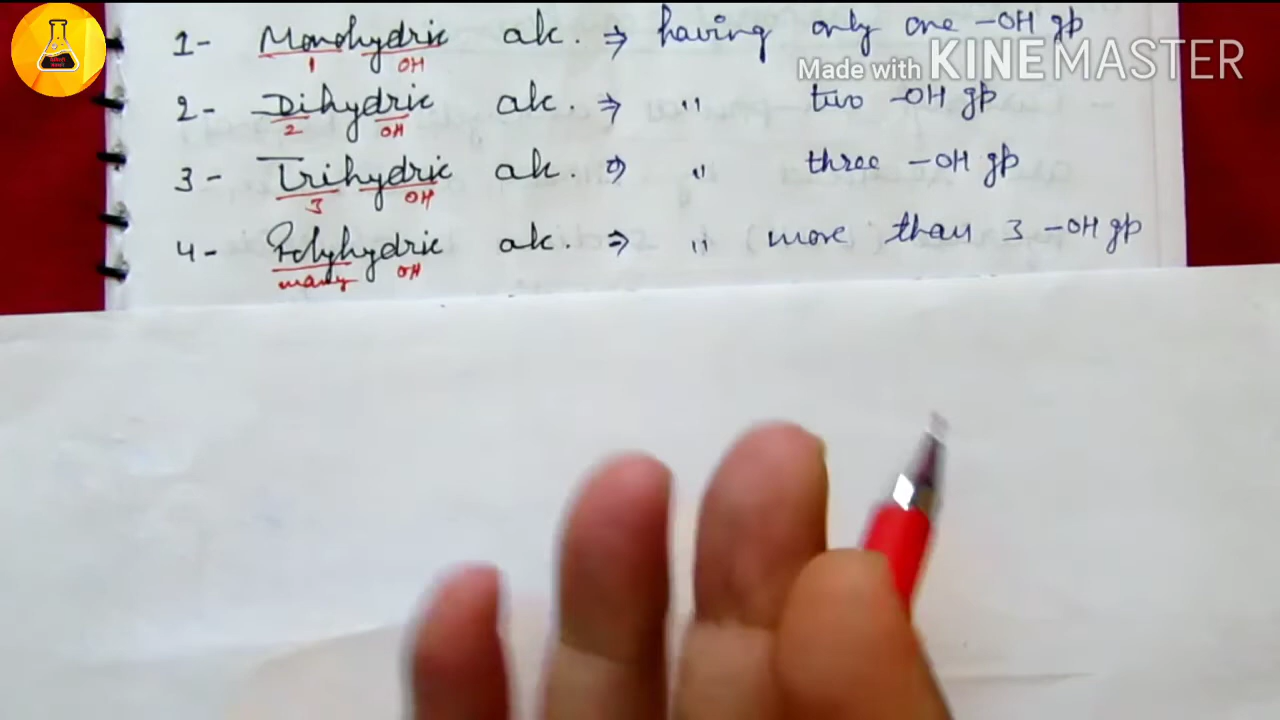 1- Monohydric alc. ⇒ having only one -OH gp
1 OH
Made with KINEMASTER
2- Dihydric alc. ⇒ " two -OH gp
2 OH
3- Trihydric alc. ⇒ " three -OH gp
3 OH
4- Polyhydric alc. ⇒ " more than 3 -OH gp
many OH